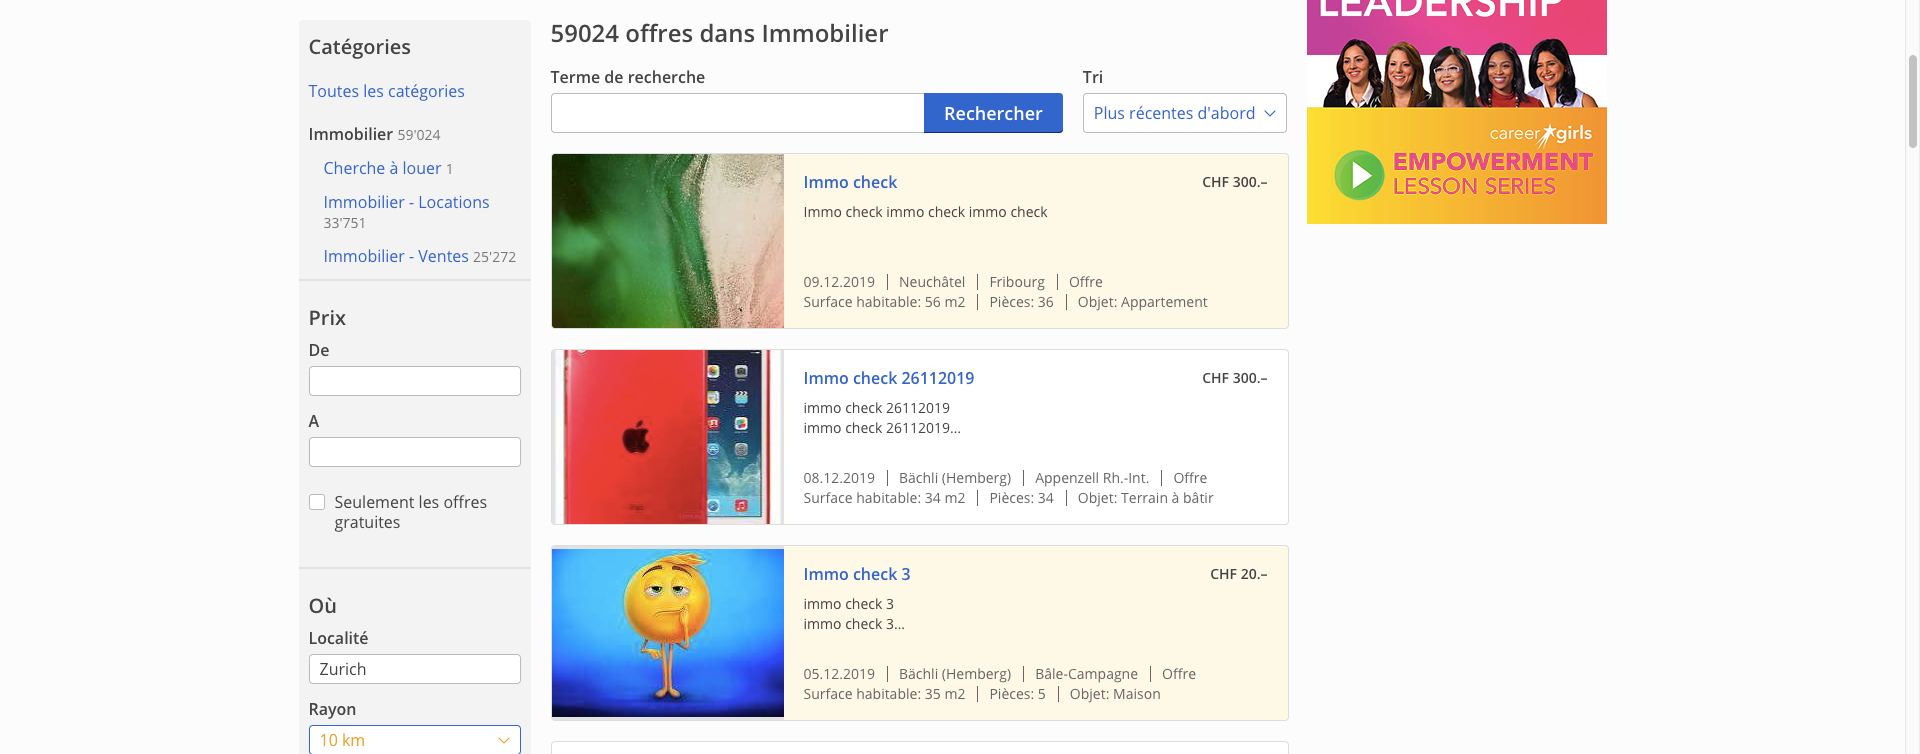 Catégories
Toutes les catégories
Immobilier 59'024
Cherche à louer 1
Immobilier - Locations
33'751
Immobilier - Ventes 25'272
Prix
De
A
Seulement les offres
gratuites
Où
Localité
Zurich
Rayon
10 km
59024 offres dans Immobilier
Terme de recherche
Tri
Rechercher
Plus récentes d'abord
Immo check
CHF 300.–
Immo check immo check immo check
09.12.2019 | Neuchâtel | Fribourg | Offre
Surface habitable: 56 m2 | Pièces: 36 | Objet: Appartement
Immo check 26112019
CHF 300.–
immo check 26112019
immo check 26112019...
08.12.2019 | Bächli (Hemberg) | Appenzell Rh.-Int. | Offre
Surface habitable: 34 m2 | Pièces: 34 | Objet: Terrain à bâtir
Immo check 3
CHF 20.–
immo check 3
immo check 3...
05.12.2019 | Bächli (Hemberg) | Bâle-Campagne | Offre
Surface habitable: 35 m2 | Pièces: 5 | Objet: Maison
LEADERSHIP
career girls
EMPOWERMENT
LESSON SERIES